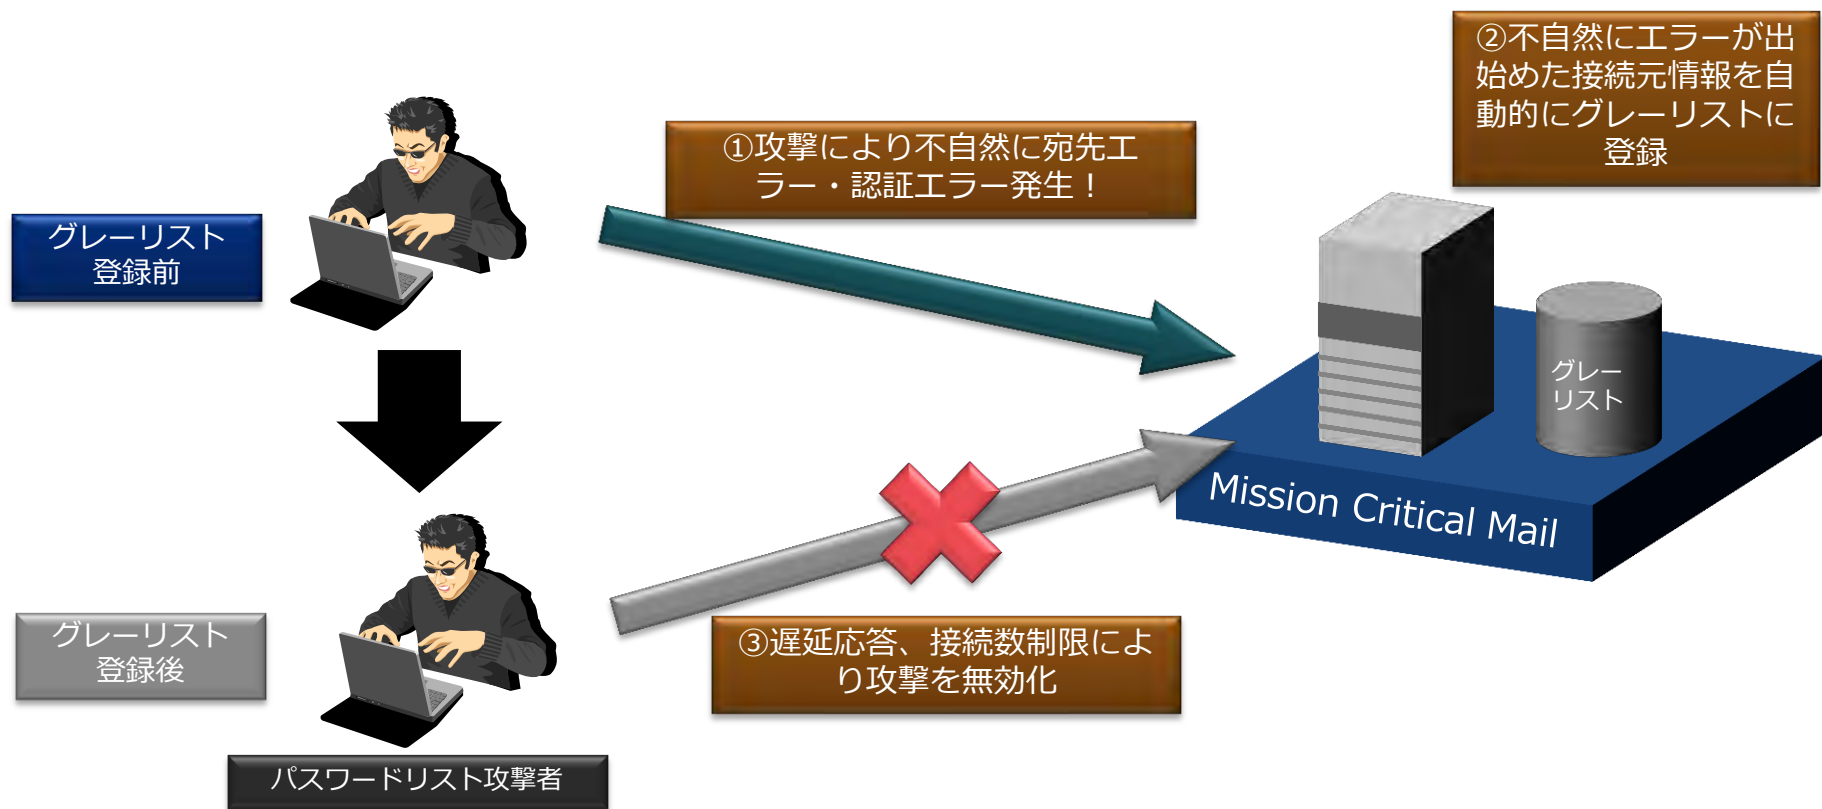 ②不自然にエラーが出
始めた接続元情報を自
動的にグレーリストに
登録
①攻撃により不自然に宛先エ
ラー・認証エラー発生！
グレーリスト
登録前
グレー
リスト
Mission Critical Mail
グレーリスト
登録後
③遅延応答、接続数制限によ
り攻撃を無効化
パスワードリスト攻撃者